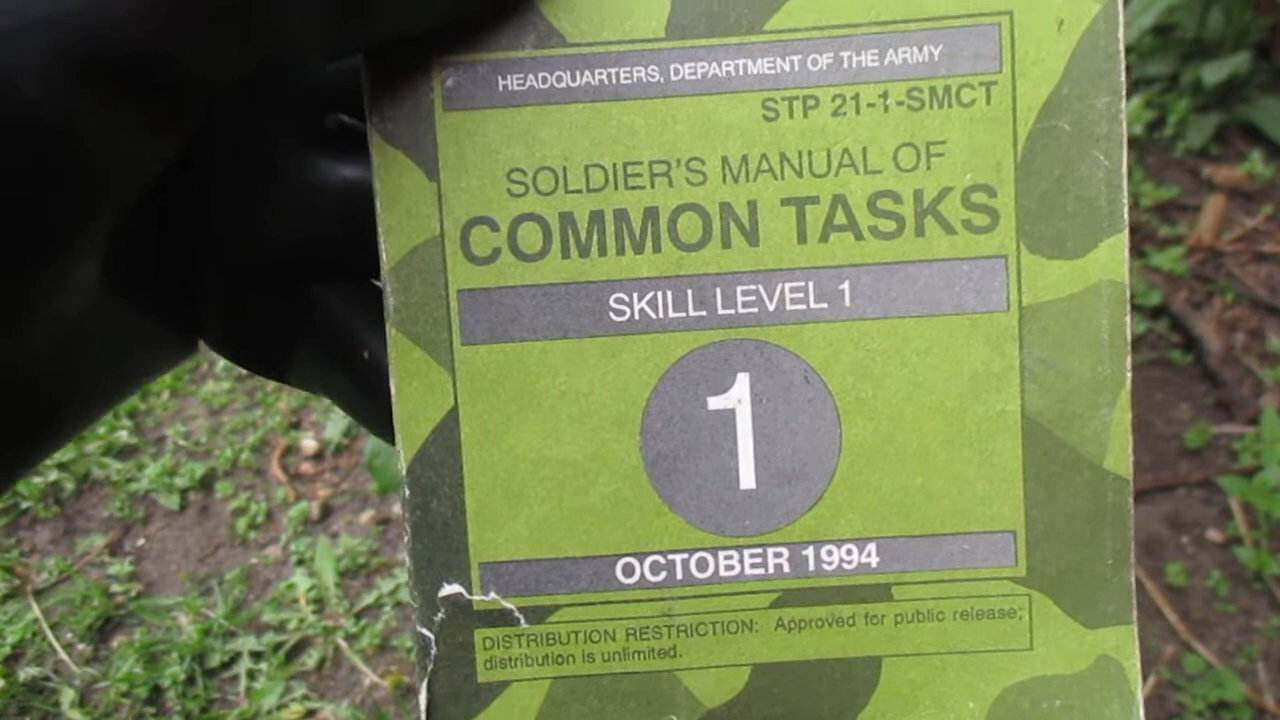 HEADQUARTERS, DEPARTMENT OF THE ARMY
STP 21-1-SMCT
SOLDIER'S MANUAL OF
COMMON TASKS
SKILL LEVEL 1
1
OCTOBER 1994
DISTRIBUTION RESTRICTION: Approved for public release;
distribution is unlimited.